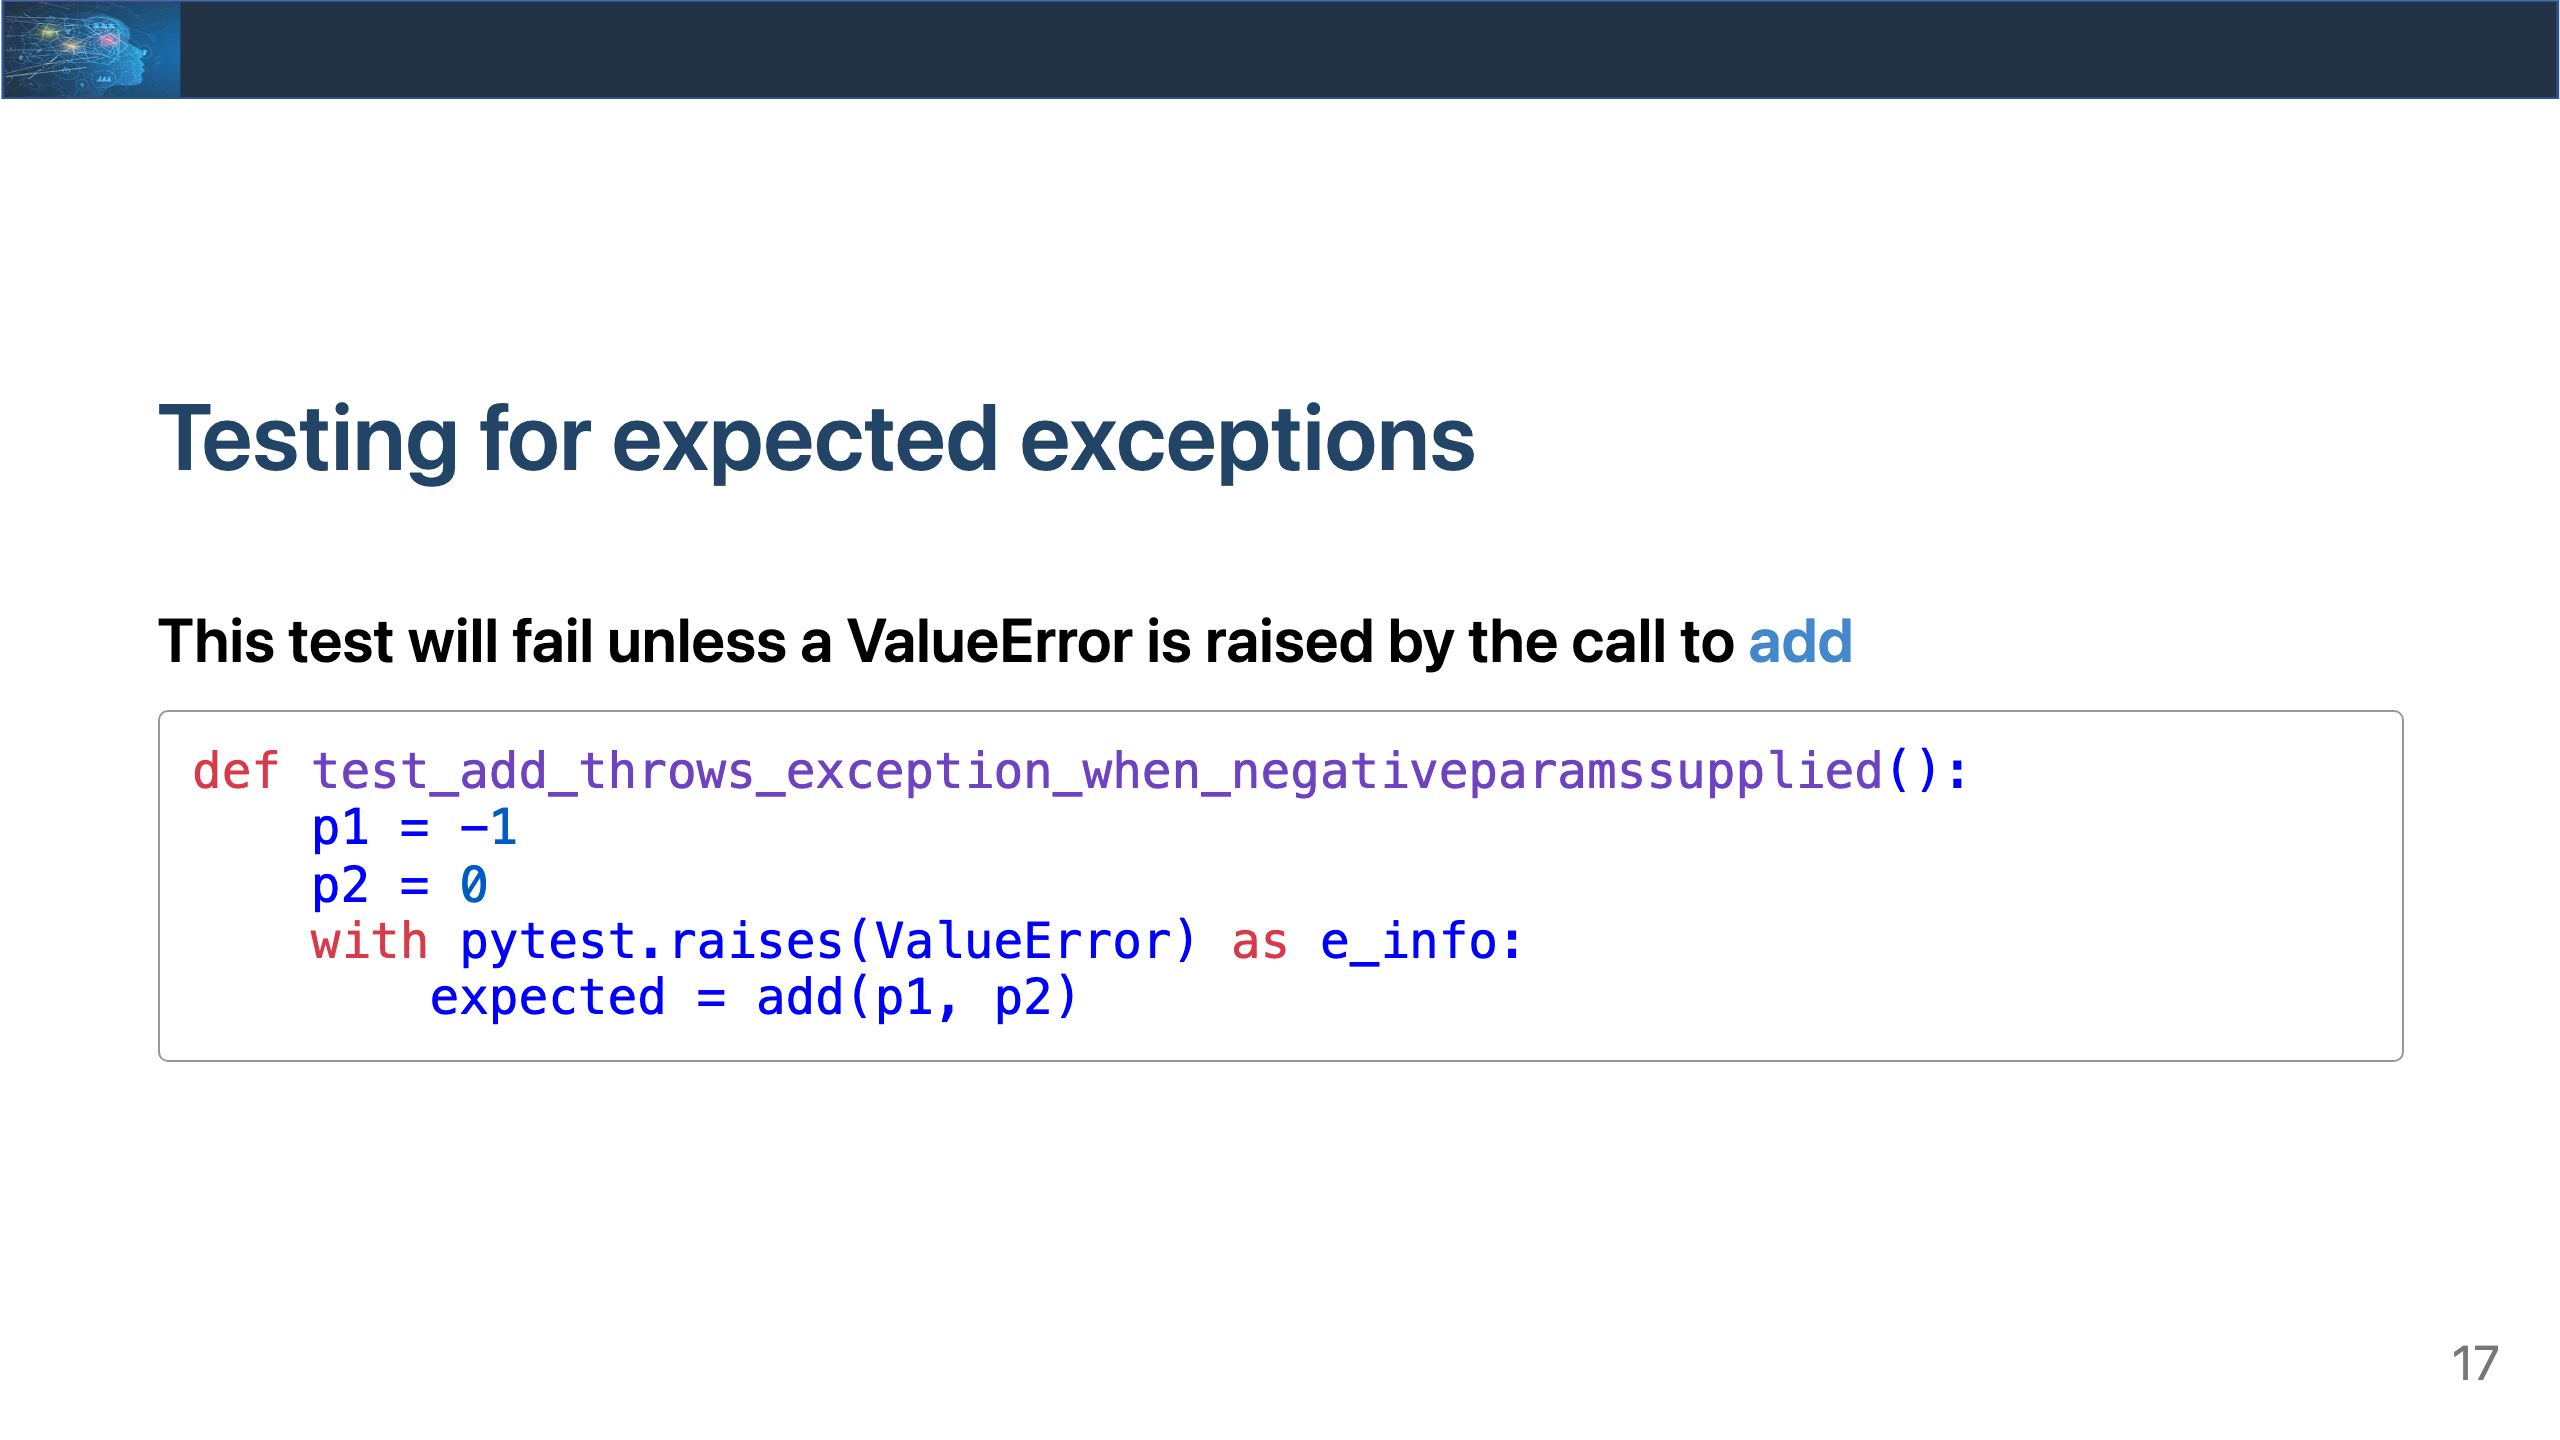 Testing for expected exceptions
This test will fail unless a ValueError is raised by the call to add
def test_add_throws_exception_when_negativeparamssupplied():
    p1 = -1
    p2 = 0
    with pytest.raises(ValueError) as e_info:
        expected = add(p1, p2)
17